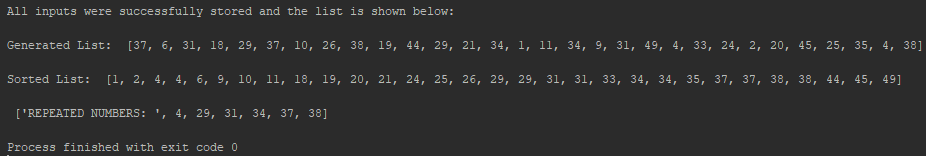 All inputs were successfully stored and the list is shown below:
Generated List:  [37, 6, 31, 18, 29, 37, 10, 26, 38, 19, 44, 29, 21, 34, 1, 11, 34, 9, 31, 49, 4, 33, 24, 2, 20, 45, 25, 35, 4, 38]
Sorted List:  [1, 2, 4, 4, 6, 9, 10, 11, 18, 19, 20, 21, 24, 25, 26, 29, 29, 31, 31, 33, 34, 34, 35, 37, 37, 38, 38, 44, 45, 49]
['REPEATED NUMBERS: ', 4, 29, 31, 34, 37, 38]
Process finished with exit code 0